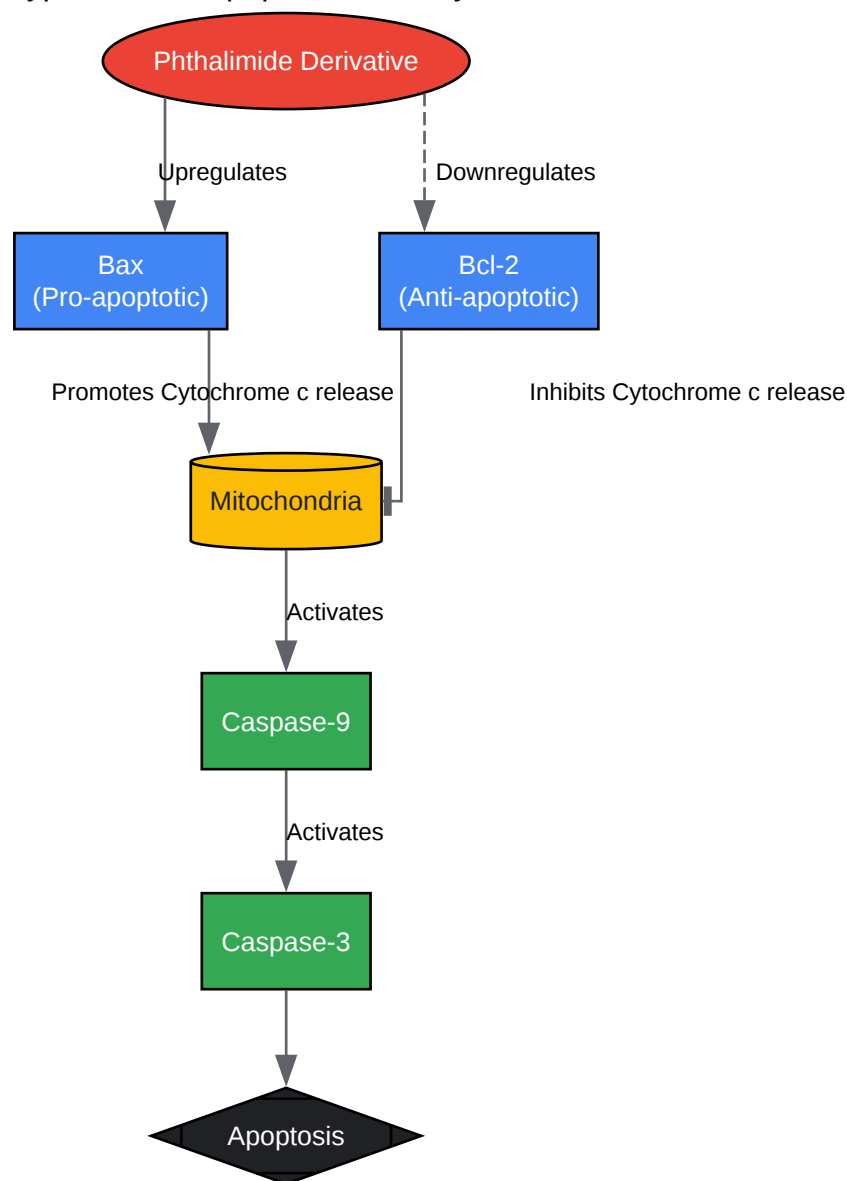 Phthalimide Derivative
Upregulates
Downregulates
Bax
(Pro-apoptotic)
Bcl-2
(Anti-apoptotic)
Promotes Cytochrome c release
Inhibits Cytochrome c release
Mitochondria
Activates
Caspase-9
Activates
Caspase-3
Apoptosis